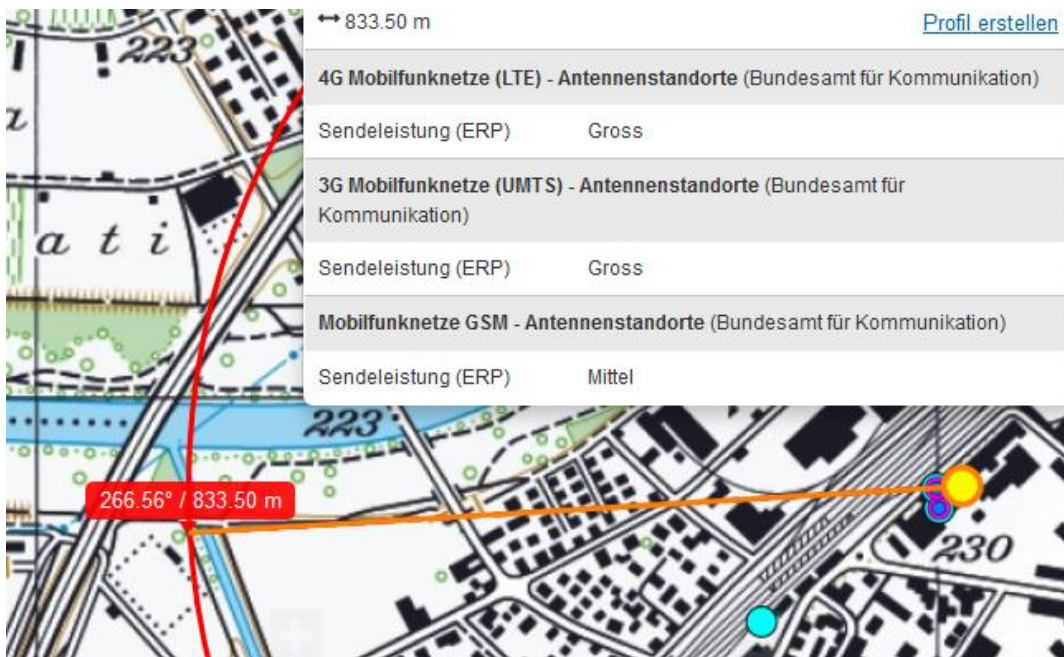 ↔ 833.50 m
Profil erstellen
4G Mobilfunknetze (LTE) - Antennenstandorte (Bundesamt für Kommunikation)
Sendeleistung (ERP) Gross
3G Mobilfunknetze (UMTS) - Antennenstandorte (Bundesamt für
Kommunikation)
Sendeleistung (ERP) Gross
Mobilfunknetze GSM - Antennenstandorte (Bundesamt für Kommunikation)
Sendeleistung (ERP) Mittel
223
a
ati
223
266.56° / 833.50 m
230